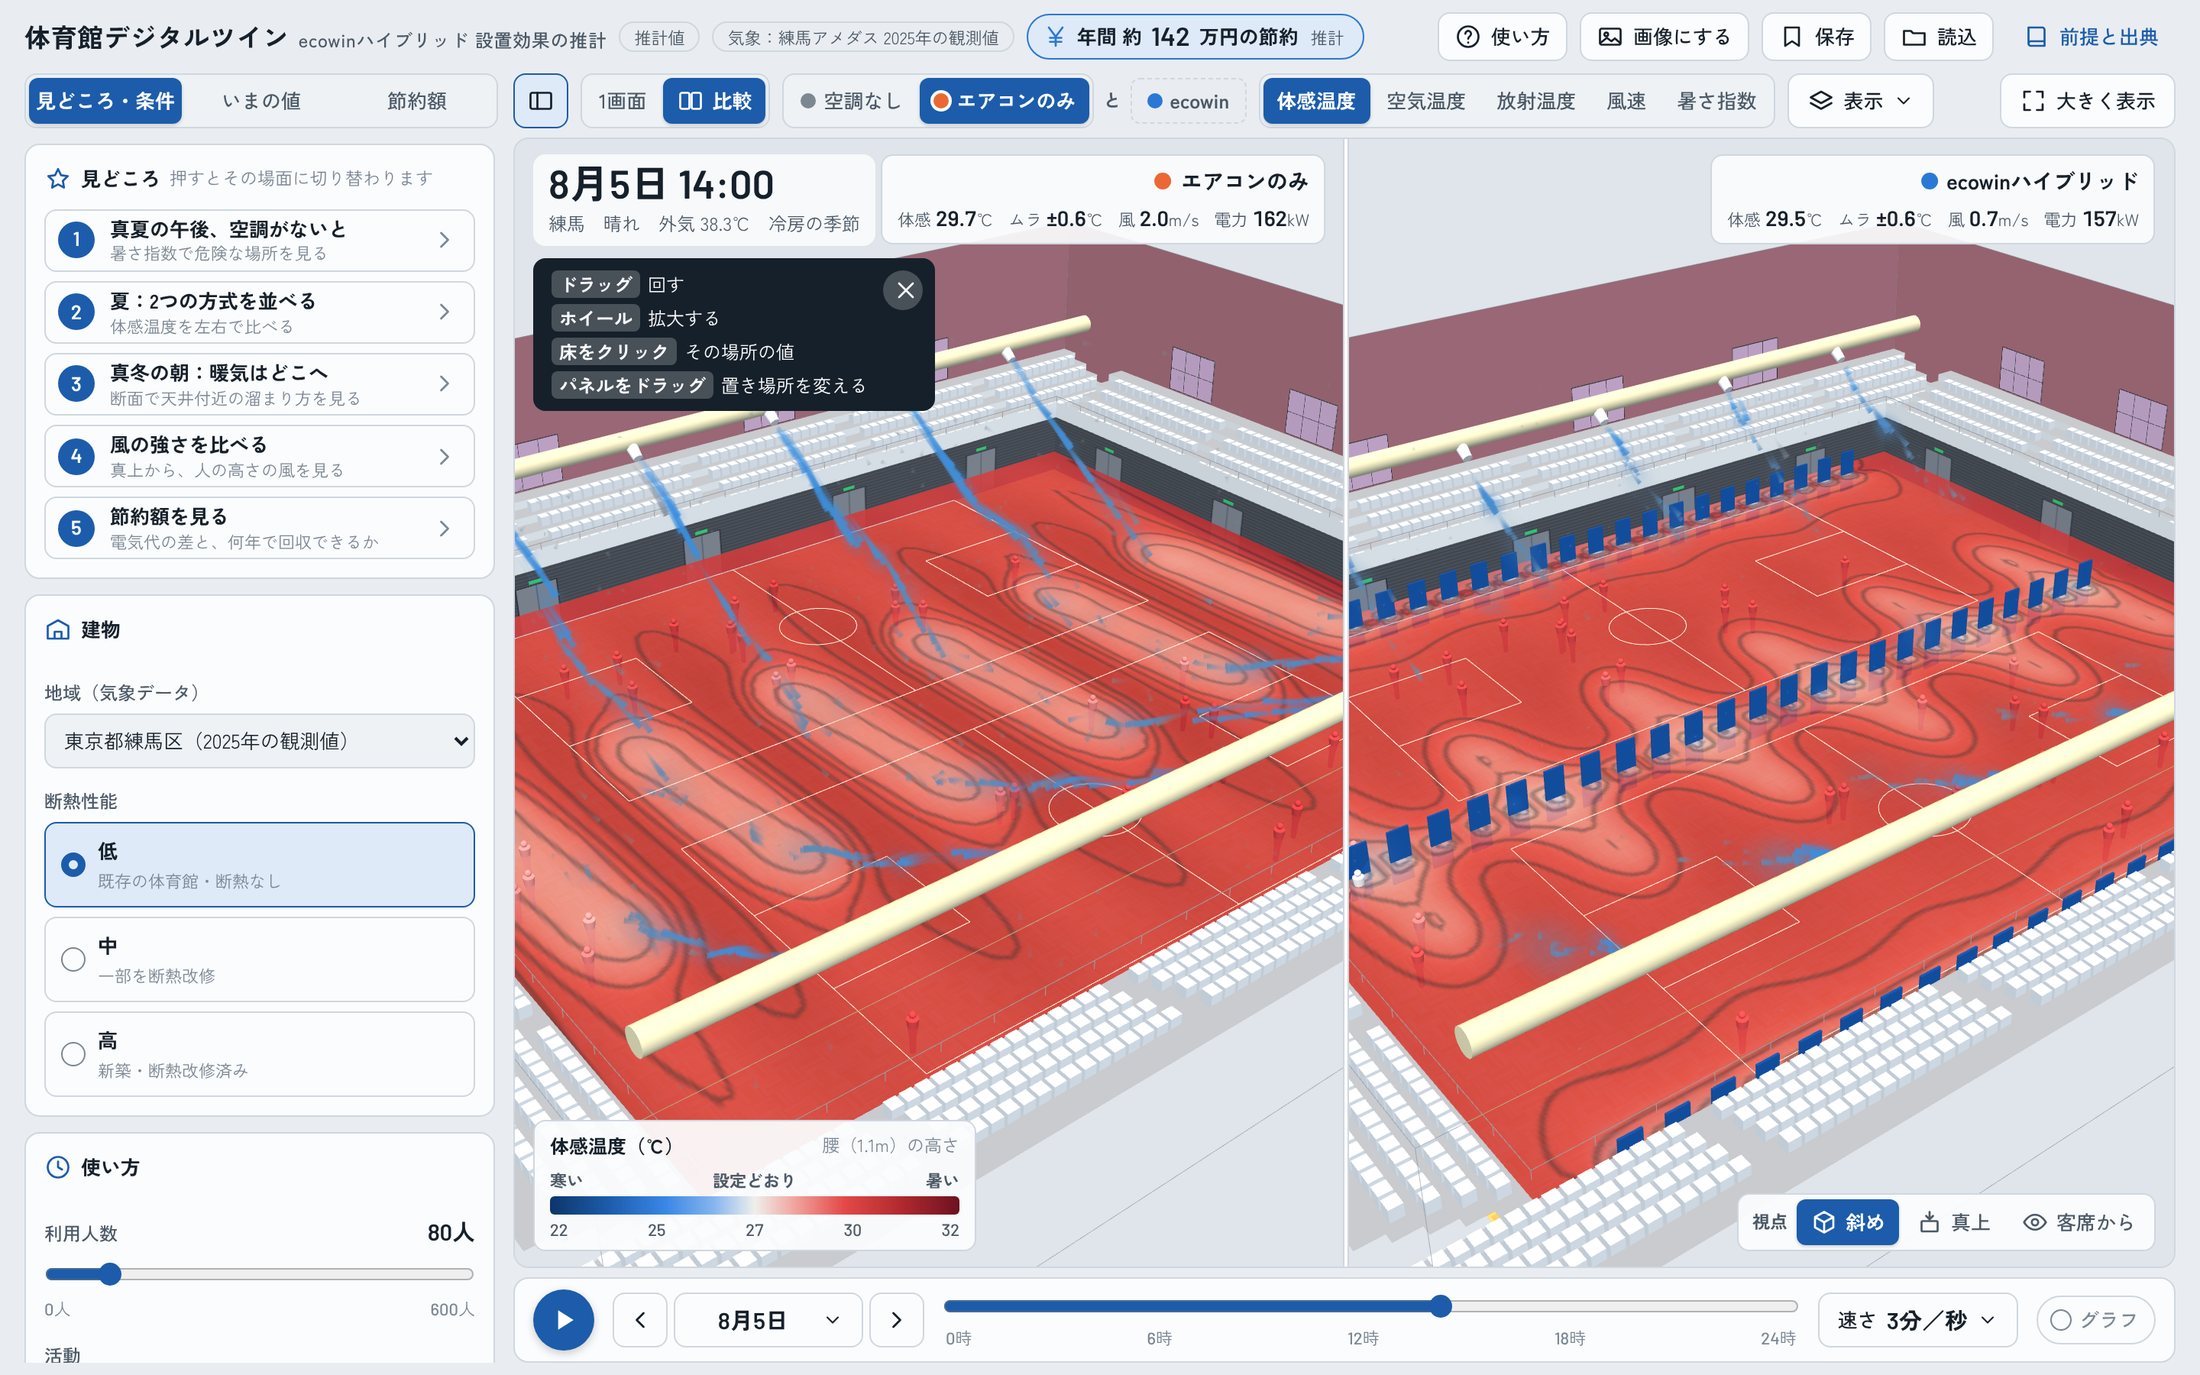 体育館デジタルツイン ecowinハイブリッド 設置効果の推計 推計値 気象：練馬アメダス 2025年の観測値 ¥ 年間 約 142 万円の節約 推計 使い方 画像にする 保存 読込 前提と出典
見どころ・条件 いまの値 節約額 1画面 比較 空調なし エアコンのみ と ecowin 体感温度 空気温度 放射温度 風速 暑さ指数 表示 大きく表示
見どころ 押すとその場面に切り替わります
1 真夏の午後、空調がないと
暑さ指数で危険な場所を見る
2 夏：2つの方式を並べる
体感温度を左右で比べる
3 真冬の朝：暖気はどこへ
断面で天井付近の溜まり方を見る
4 風の強さを比べる
真上から、人の高さの風を見る
5 節約額を見る
電気代の差と、何年で回収できるか
建物
地域（気象データ）
東京都練馬区（2025年の観測値）
断熱性能
低
既存の体育館・断熱なし
中
一部を断熱改修
高
新築・断熱改修済み
使い方
利用人数 80人
0人 600人
活動
8月5日 14:00
練馬 晴れ 外気 38.3℃ 冷房の季節
エアコンのみ
体感 29.7℃ ムラ ±0.6℃ 風 2.0m/s 電力 162kW
ecowinハイブリッド
体感 29.5℃ ムラ ±0.6℃ 風 0.7m/s 電力 157kW
ドラッグ 回す
ホイール 拡大する
床をクリック その場所の値
パネルをドラッグ 置き場所を変える
体感温度（℃） 腰（1.1m）の高さ
寒い 設定どおり 暑い
22 25 27 30 32
視点 斜め 真上 客席から
8月5日
0時 6時 12時 18時 24時
速さ 3分／秒 グラフ